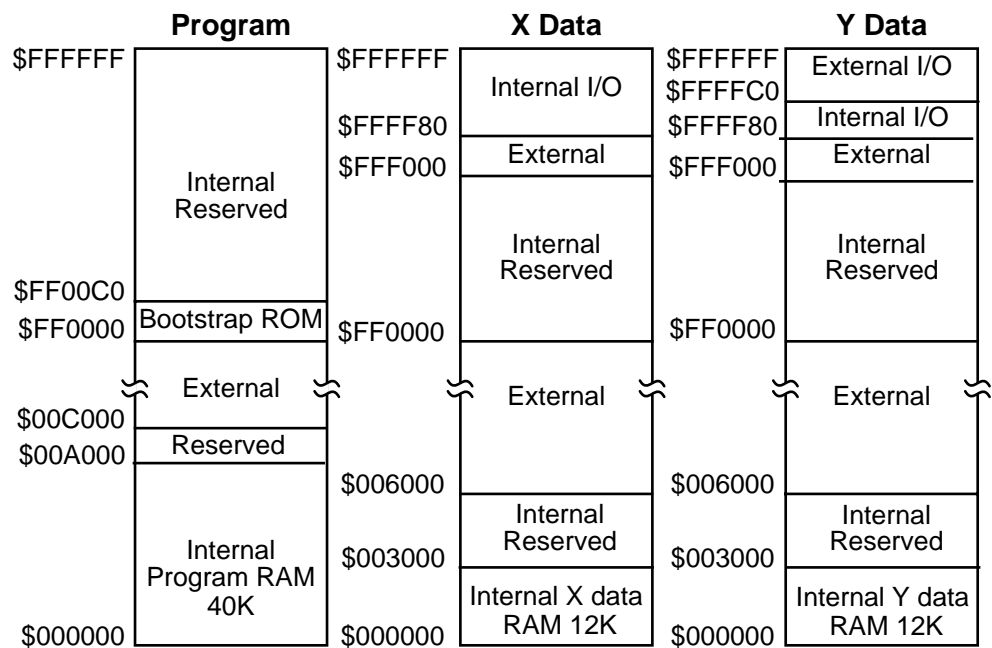 Program
$FFFFFF
Internal
Reserved
$FF00C0
Bootstrap ROM
$FF0000
External
$00C000
Reserved
$00A000
Internal
Program RAM
40K
$000000
X Data
$FFFFFF
Internal I/O
$FFFF80
External
$FFF000
Internal
Reserved
$FF0000
External
$006000
Internal
Reserved
$003000
Internal X data
RAM 12K
$000000
Y Data
$FFFFFF
External I/O
$FFFFC0
Internal I/O
$FFFF80
External
$FFF000
Internal
Reserved
$FF0000
External
$006000
Internal
Reserved
$003000
Internal Y data
RAM 12K
$000000